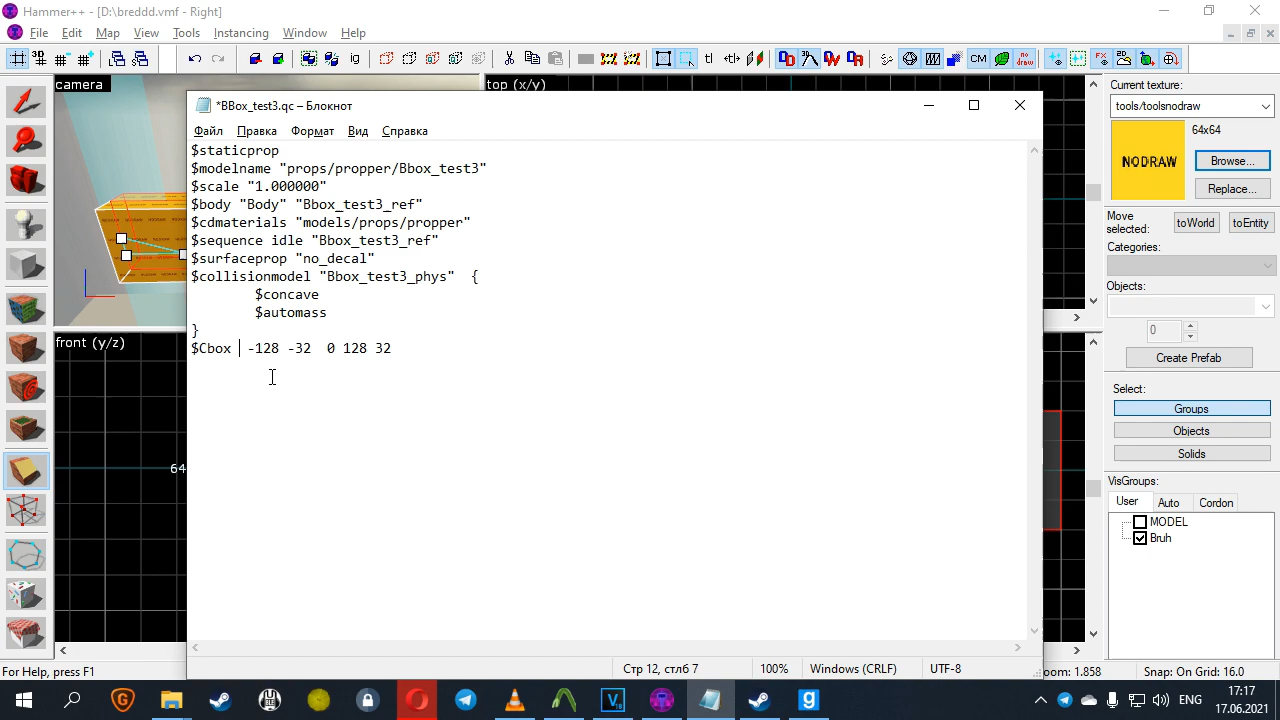 Hammer++ - [D:\breddd.vmf - Right]
File Edit Map View Tools Instancing Window Help
camera
top (x/y)
*BBox_test3.qc – Блокнот
Файл Правка Формат Справка
$staticprop
$modelname "props/propper/Bbox_test3"
$scale "1.000000"
$body "Body" "Bbox_test3_ref"
$cdmaterials "models/props/propper"
$sequence idle "Bbox_test3_ref"
$surfaceprop "no_decal"
$collisionmodel "Bbox_test3_phys" {
$concave
$automass
}
$Cbox -128 32 0 128 32
front (y/z)
64
Стр 12, стлб 7
100%
Windows (CRLF)
UTF-8
Current texture:
tools/toolsnodraw
64x64
NODRAW
Browse...
Replace...
Move selected:
toWorld
toEntity
Categories:
Objects:
0
Create Prefab
Select:
Groups
Objects
Solids
VisGroups:
User Auto Cordon
MODEL
Bruh
For Help, press F1
oom: 1.858
Snap: On Grid: 16.0
ENG
17:17
17.06.2021